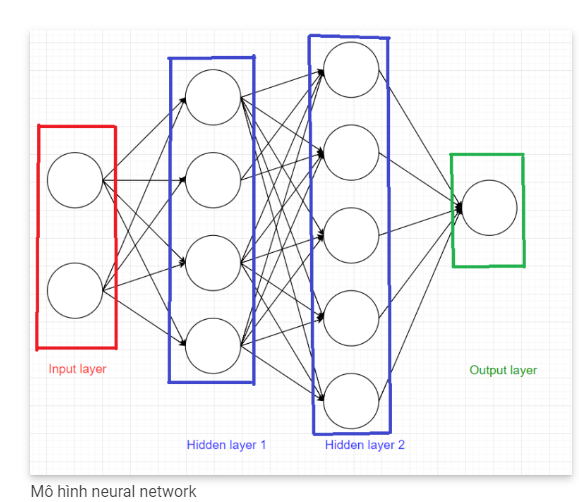 Input layer
Output layer
Hidden layer 1
Hidden layer 2
Mô hình neural network